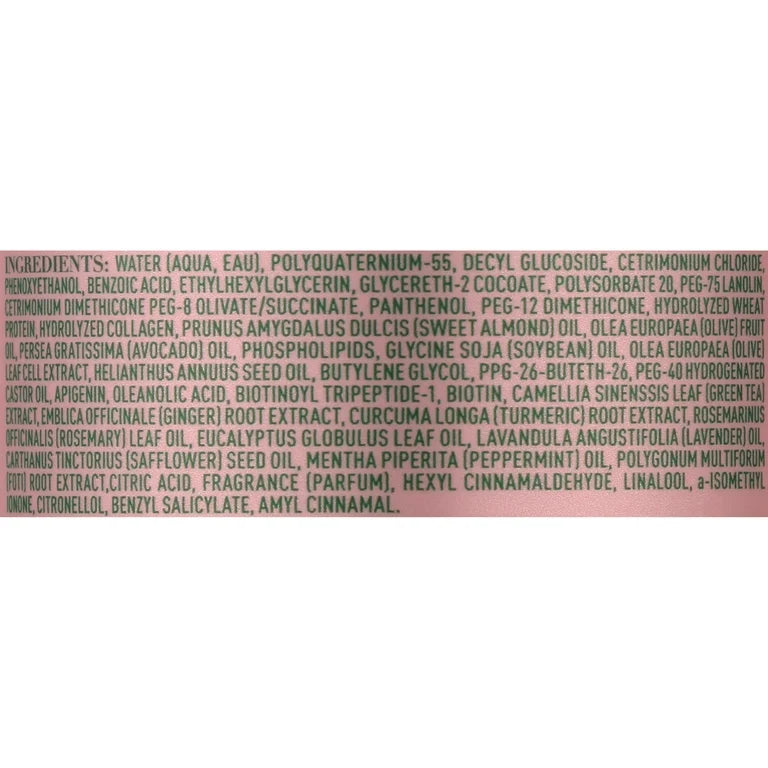 INGREDIENTS: WATER (AQUA, EAU), POLYQUATERNIUM-55, DECYL GLUCOSIDE, CETRIMONIUM CHLORIDE,
PHENOXYETHANOL, BENZOIC ACID, ETHYLHEXYLGLYCERIN, GLYCERETH-2 COCOATE, POLYSORBATE 20, PEG-75 LANOLIN,
CETRIMONIUM DIMETHICONE PEG-8 OLIVATE/SUCCINATE, PANTHENOL, PEG-12 DIMETHICONE, HYDROLYZED WHEAT
PROTEIN, HYDROLYZED COLLAGEN, PRUNUS AMYGDALUS DULCIS (SWEET ALMOND) OIL, OLEA EUROPAEA (OLIVE) FRUIT
OIL, PERSEA GRATISSIMA (AVOCADO) OIL, PHOSPHOLIPIDS, GLYCINE SOJA (SOYBEAN) OIL, OLEA EUROPAEA (OLIVE)
LEAF CELL EXTRACT, HELIANTHUS ANNUUS SEED OIL, BUTYLENE GLYCOL, PPG-26-BUTETH-26, PEG-40 HYDROGENATED
CASTOR OIL, APIGENIN, OLEANOLIC ACID, BIOTINOYL TRIPEPTIDE-1, BIOTIN, CAMELLIA SINENSSIS LEAF (GREEN TEA)
EXTRACT, EMBLICA OFFICINALE (GINGER) ROOT EXTRACT, CURCUMA LONGA (TURMERIC) ROOT EXTRACT, ROSEMARINUS
OFFICINALIS (ROSEMARY) LEAF OIL, EUCALYPTUS GLOBULUS LEAF OIL, LAVANDULA ANGUSTIFOLIA (LAVENDER) OIL,
CARTHANUS TINCTORIUS (SAFFLOWER) SEED OIL, MENTHA PIPERITA (PEPPERMINT) OIL, POLYGONUM MULTIFORUM
(FOTI) ROOT EXTRACT,CITRIC ACID, FRAGRANCE (PARFUM), HEXYL CINNAMALDEHYDE, LINALOOL, a-ISOMETHYL
IONONE, CITRONELLOL, BENZYL SALICYLATE, AMYL CINNAMAL.